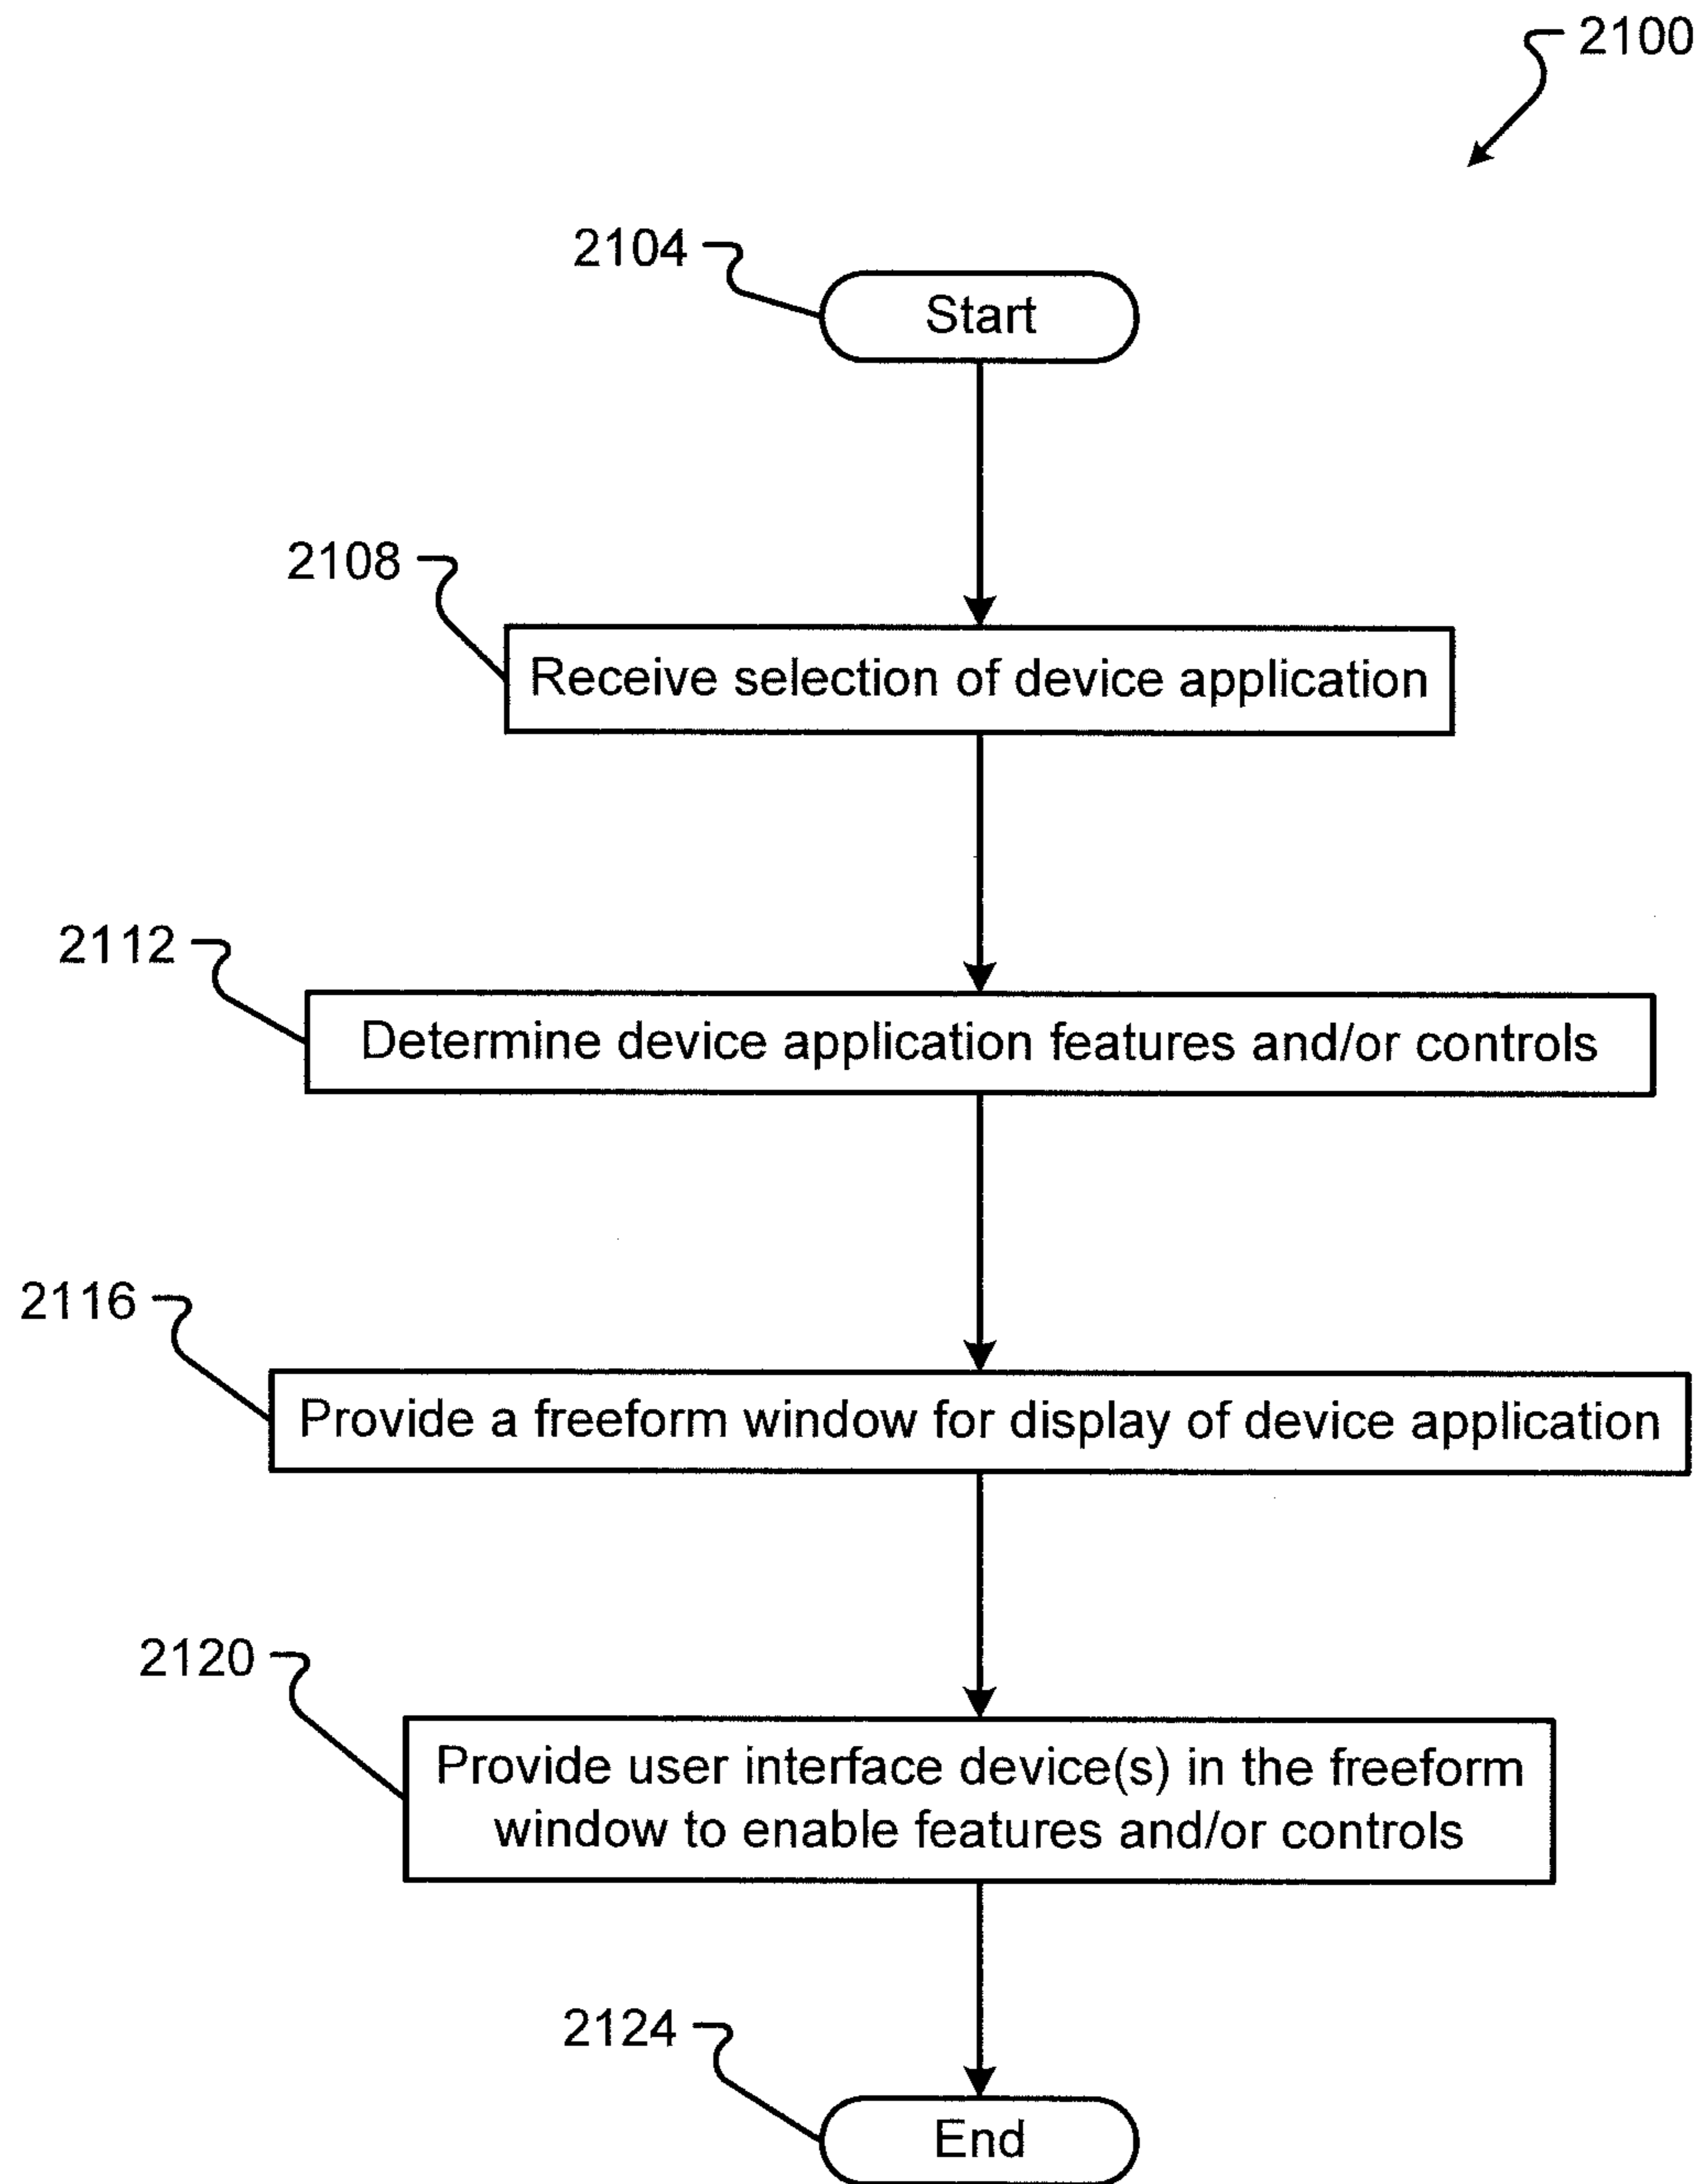 2100
2104
Start
2108
Receive selection of device application
2112
Determine device application features and/or controls
2116
Provide a freeform window for display of device application
2120
Provide user interface device(s) in the freeform
window to enable features and/or controls
2124
End